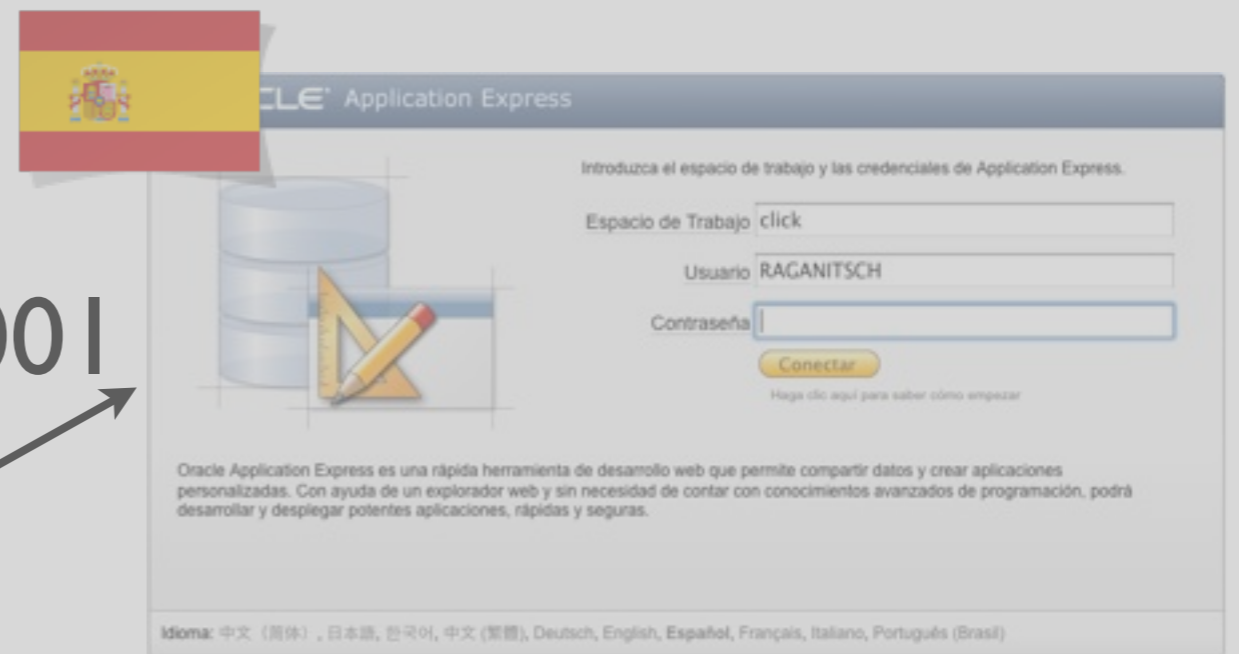 CLE Application Express
Introduzca el espacio de trabajo y las credenciales de Application Express.
Espacio de Trabajo click
Usuario RAGANITSCH
Contraseña
Conectar
Haga clic aquí para saber cómo empezar
001
Oracle Application Express es una rápida herramienta de desarrollo web que permite compartir datos y crear aplicaciones
personalizadas. Con ayuda de un explorador web y sin necesidad de contar con conocimientos avanzados de programación, podrá
desarrollar y desplegar potentes aplicaciones, rápidas y seguras.
Idioma: 中文 (简体) , 日本語, 한국어, 中文 (繁體), Deutsch, English, Español, Français, Italiano, Português (Brasil)